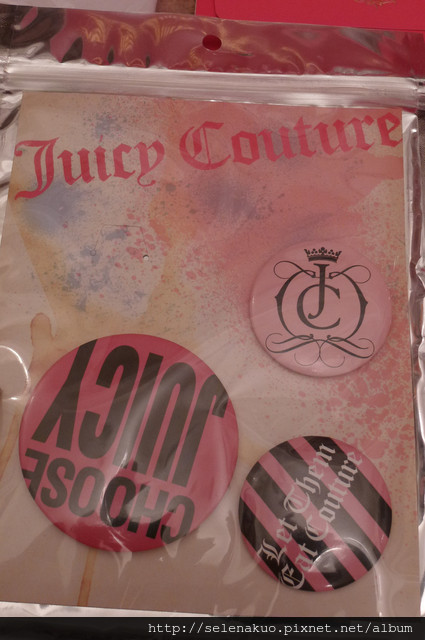 Juicy Couture
JC
CHOOSE
JUICY
Let Them
Eat Couture
http://selenakuo.pixnet.net/album